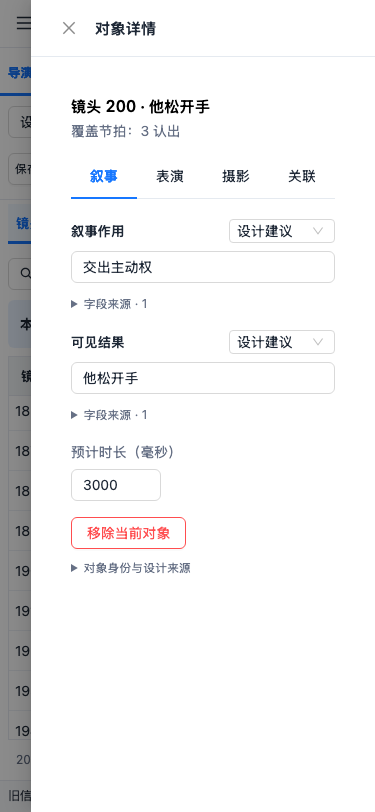 对象详情
镜头 200 · 他松开手
覆盖节拍：3 认出
叙事 表演 摄影 关联
叙事作用 设计建议
交出主动权
字段来源 · 1
可见结果 设计建议
他松开手
字段来源 · 1
预计时长（毫秒）
3000
移除当前对象
对象身份与设计来源
导演
设
保存
镜头
本
镜
18
18
18
18
19
19
19
19
19
20
旧信